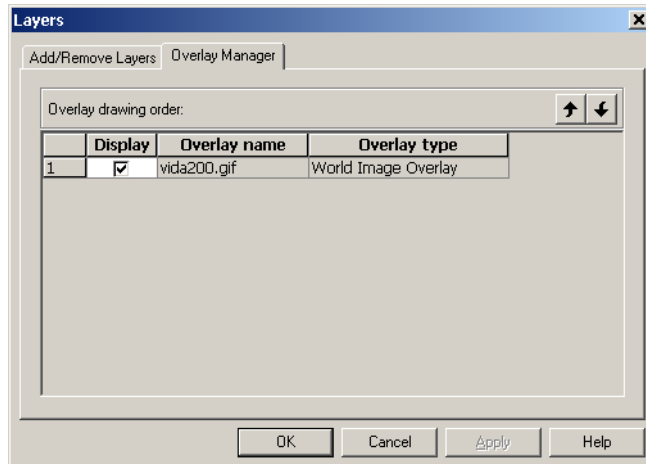 Layers
Add/Remove Layers Overlay Manager
Overlay drawing order:
Display Overlay name Overlay type
1 vida200.gif World Image Overlay
OK Cancel Apply Help